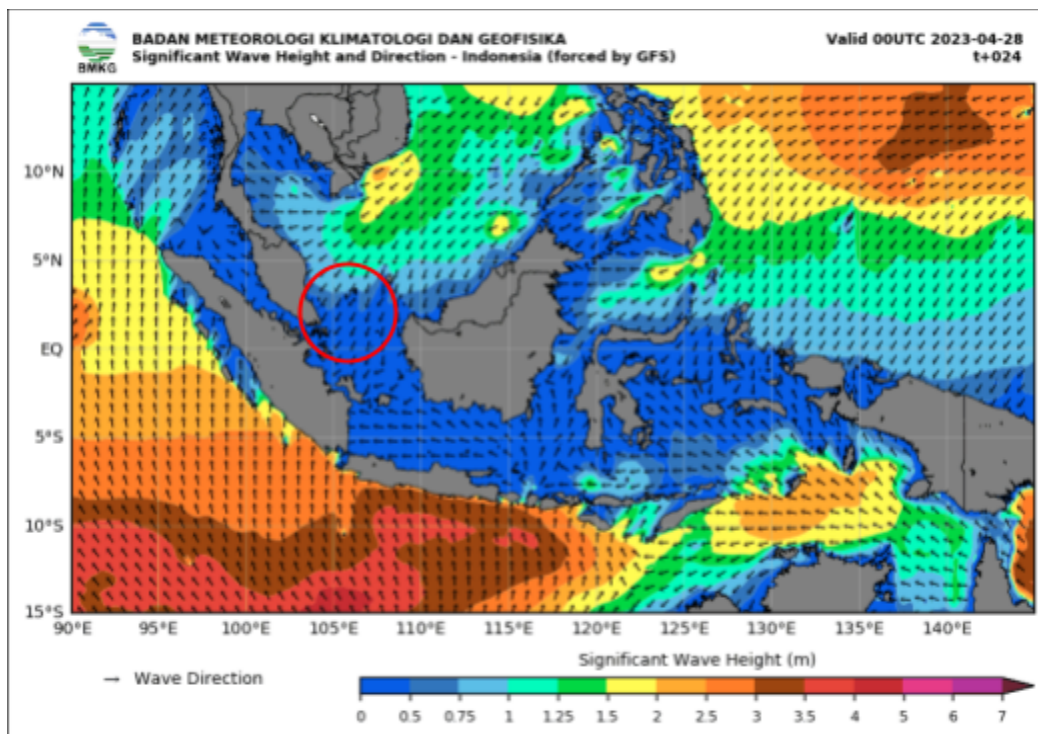 BADAN METEOROLOGI KLIMATOLOGI DAN GEOFISIKA
Significant Wave Height and Direction - Indonesia (forced by GFS)
Valid 00UTC 2023-04-28
t+024
BMKG
10°N
5°N
EQ
5°S
10°S
15°S
90°E 95°E 100°E 105°E 110°E 115°E 120°E 125°E 130°E 135°E 140°E
Wave Direction
Significant Wave Height (m)
0 0.5 0.75 1 1.25 1.5 2 2.5 3 3.5 4 5 6 7